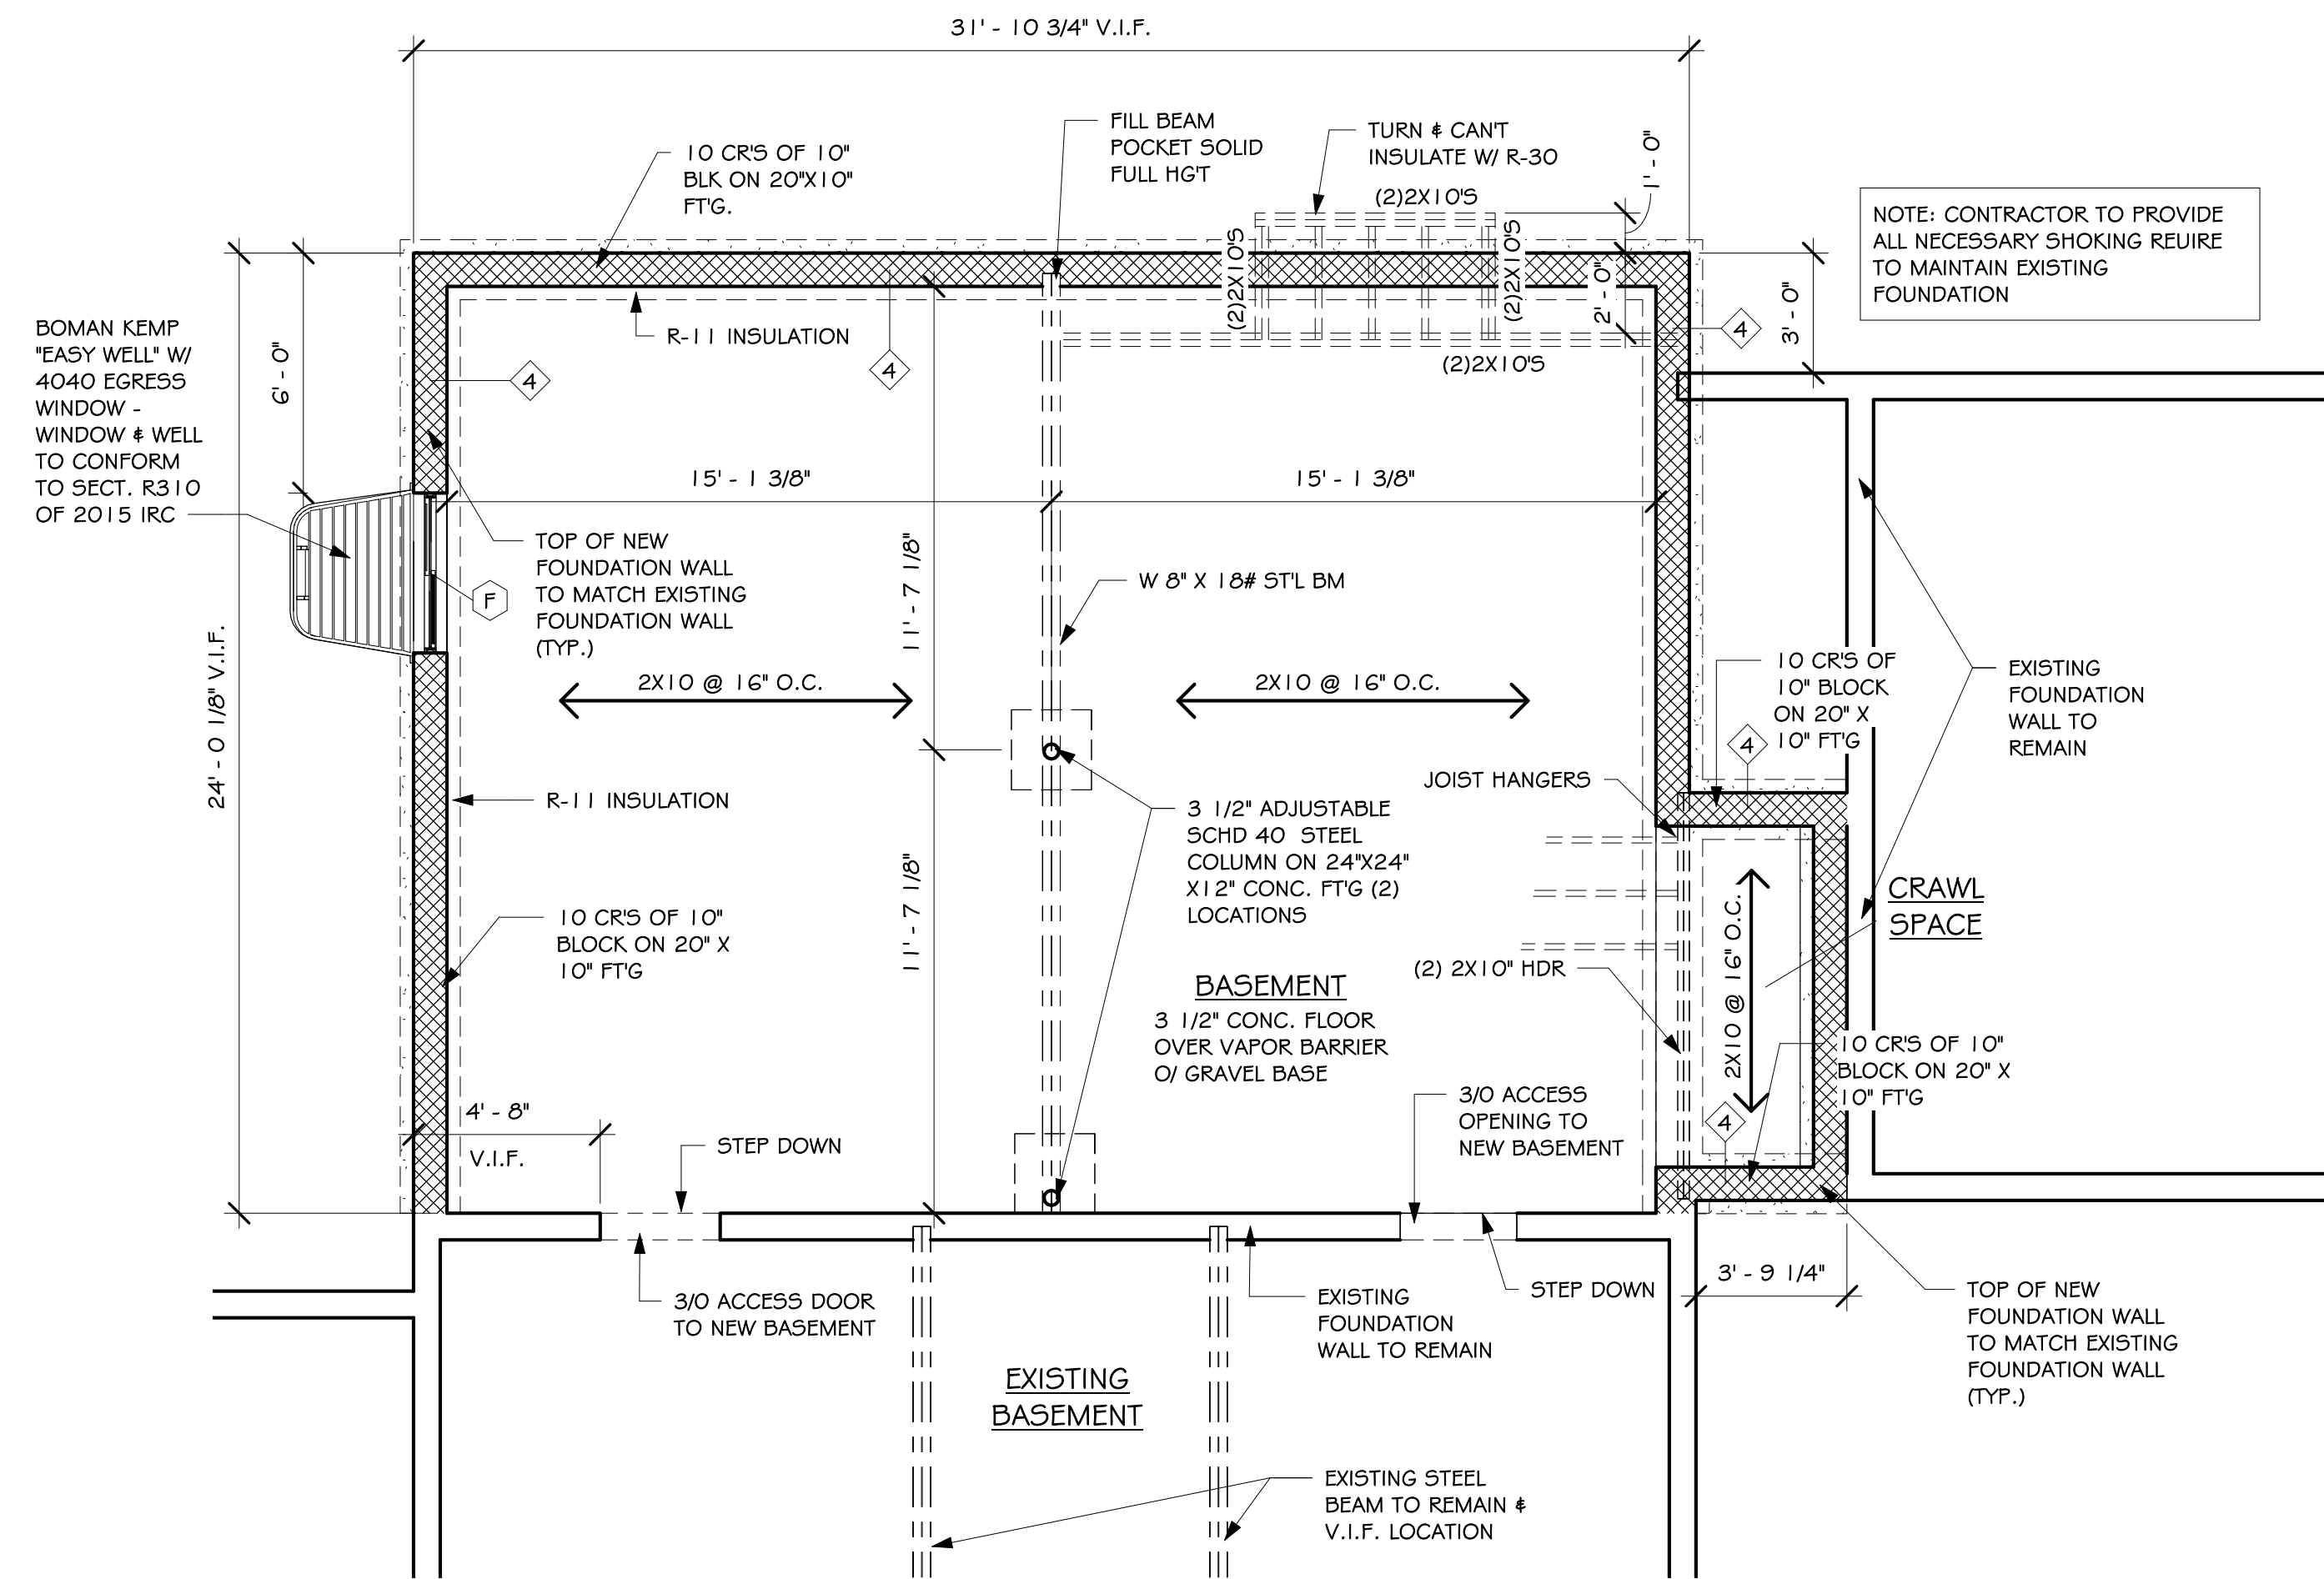 31' - 10 3/4" V.I.F.
FILL BEAM
POCKET SOLID
FULL HG'T
TURN & CAN'T
INSULATE W/ R-30
(2)2X10'S
1' - 0"
10 CR'S OF 10"
BLK ON 20"X10"
FT'G.
NOTE: CONTRACTOR TO PROVIDE
ALL NECESSARY SHOKING REUIRE
TO MAINTAIN EXISTING
FOUNDATION
(2)2X10'S
(2)2X10'S
2' - 0"
3' - 0"
4
R-11 INSULATION
(2)2X10'S
4
4
6' - 0"
BOMAN KEMP
"EASY WELL" W/
4040 EGRESS
WINDOW -
WINDOW & WELL
TO CONFORM
TO SECT. R310
OF 2015 IRC
15' - 1 3/8"
15' - 1 3/8"
TOP OF NEW
FOUNDATION WALL
TO MATCH EXISTING
FOUNDATION WALL
(TYP.)
F
11' - 7 1/8"
W 8" X 18# ST'L BM
24' - 0 1/8" V.I.F.
2X10 @ 16" O.C.
2X10 @ 16" O.C.
10 CR'S OF
10" BLOCK
ON 20" X
10" FT'G
4
EXISTING
FOUNDATION
WALL TO
REMAIN
JOIST HANGERS
R-11 INSULATION
3 1/2" ADJUSTABLE
SCHD 40 STEEL
COLUMN ON 24"X24"
X12" CONC. FT'G (2)
LOCATIONS
11' - 7 1/8"
CRAWL
SPACE
10 CR'S OF 10"
BLOCK ON 20" X
10" FT'G
(2) 2X10" HDR
2X10 @ 16" O.C.
BASEMENT
3 1/2" CONC. FLOOR
OVER VAPOR BARRIER
O/ GRAVEL BASE
10 CR'S OF 10"
BLOCK ON 20" X
10" FT'G
4
3/0 ACCESS
OPENING TO
NEW BASEMENT
4' - 8"
V.I.F.
STEP DOWN
3' - 9 1/4"
3/0 ACCESS DOOR
TO NEW BASEMENT
EXISTING
FOUNDATION
WALL TO REMAIN
STEP DOWN
TOP OF NEW
FOUNDATION WALL
TO MATCH EXISTING
FOUNDATION WALL
(TYP.)
EXISTING
BASEMENT
EXISTING STEEL
BEAM TO REMAIN &
V.I.F. LOCATION